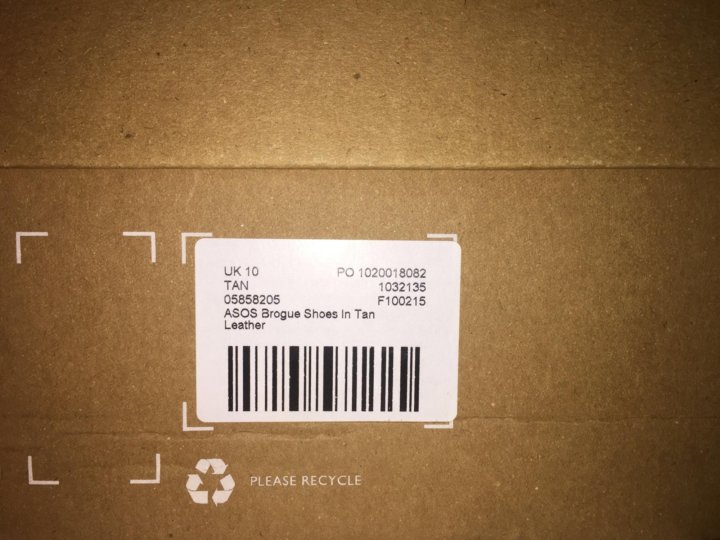 UK 10 PO 1020018082
TAN 1032135
05858205 F100215
ASOS Brogue Shoes In Tan
Leather
PLEASE RECYCLE